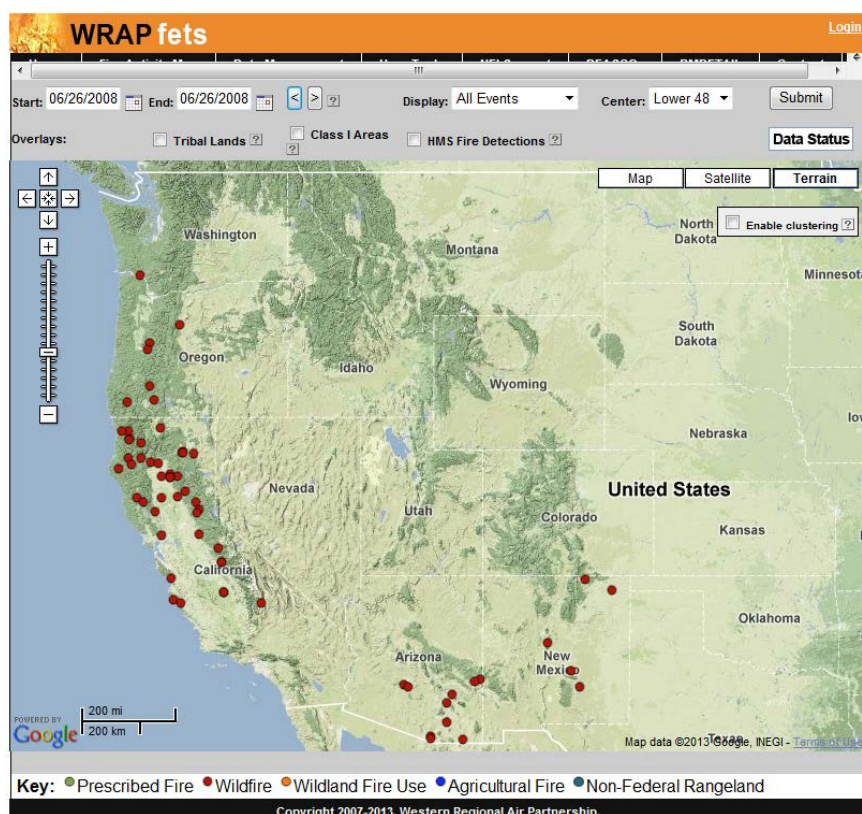 WRAP fets
Login
Start: 06/26/2008 End: 06/26/2008 < > ? Display: All Events Center: Lower 48 Submit
Overlays: Tribal Lands ? Class I Areas ? HMS Fire Detections ? Data Status
Map Satellite Terrain
Enable clustering ?
Washington
Montana
North Dakota
Minnesota
Oregon
Idaho
South Dakota
Wyoming
Nebraska
Nevada
Utah
United States
Colorado
Kansas
California
Oklahoma
Arizona
New Mexico
Texas
200 mi
200 km
POWERED BY
Google
Map data ©2013 Google, INEGI - Terms of Use
Key: Prescribed Fire Wildfire Wildland Fire Use Agricultural Fire Non-Federal Rangeland
Copyright 2007-2013, Western Regional Air Partnership.